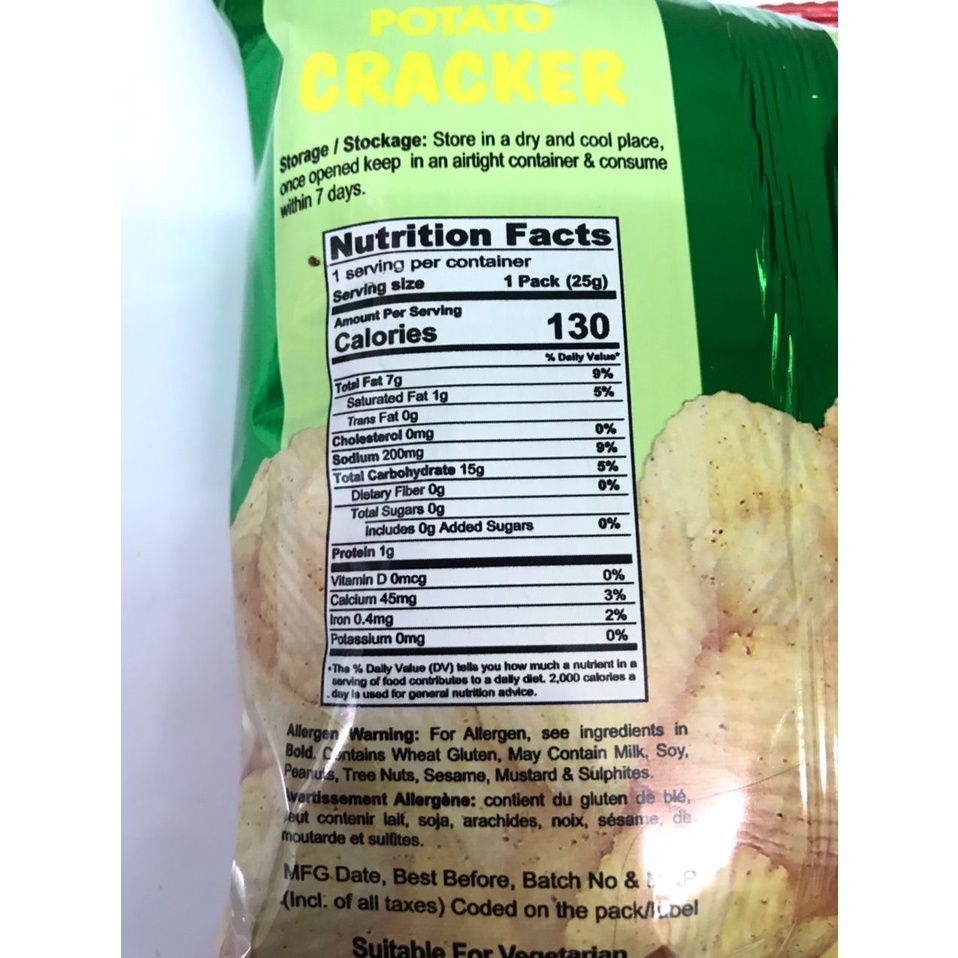 POTATO
CRACKER
Storage / Stockage: Store in a dry and cool place,
once opened keep in an airtight container & consume
within 7 days.
Nutrition Facts
1 serving per container
Serving size 1 Pack (25g)
Amount Per Serving
Calories 130
% Daily Value*
Total Fat 7g 9%
Saturated Fat 1g 5%
Trans Fat 0g
Cholesterol 0mg 0%
Sodium 200mg 9%
Total Carbohydrate 15g 5%
Dietary Fiber 0g 0%
Total Sugars 0g
Includes 0g Added Sugars 0%
Protein 1g
Vitamin D 0mcg 0%
Calcium 45mg 3%
Iron 0.4mg 2%
Potassium 0mg 0%
*The % Daily Value (DV) tells you how much a nutrient in a
serving of food contributes to a daily diet. 2,000 calories a
day is used for general nutrition advice.
Allergen Warning: For Allergen, see ingredients in
Bold. Contains Wheat Gluten, May Contain Milk, Soy,
Peanuts, Tree Nuts, Sesame, Mustard & Sulphites.
Avertissement Allergène: contient du gluten de blé,
peut contenir lait, soja, arachides, noix, sésame, de
moutarde et sulfites.
MFG Date, Best Before, Batch No &
(Incl. of all taxes) Coded on the pack/label
Suitable For Vegetarian